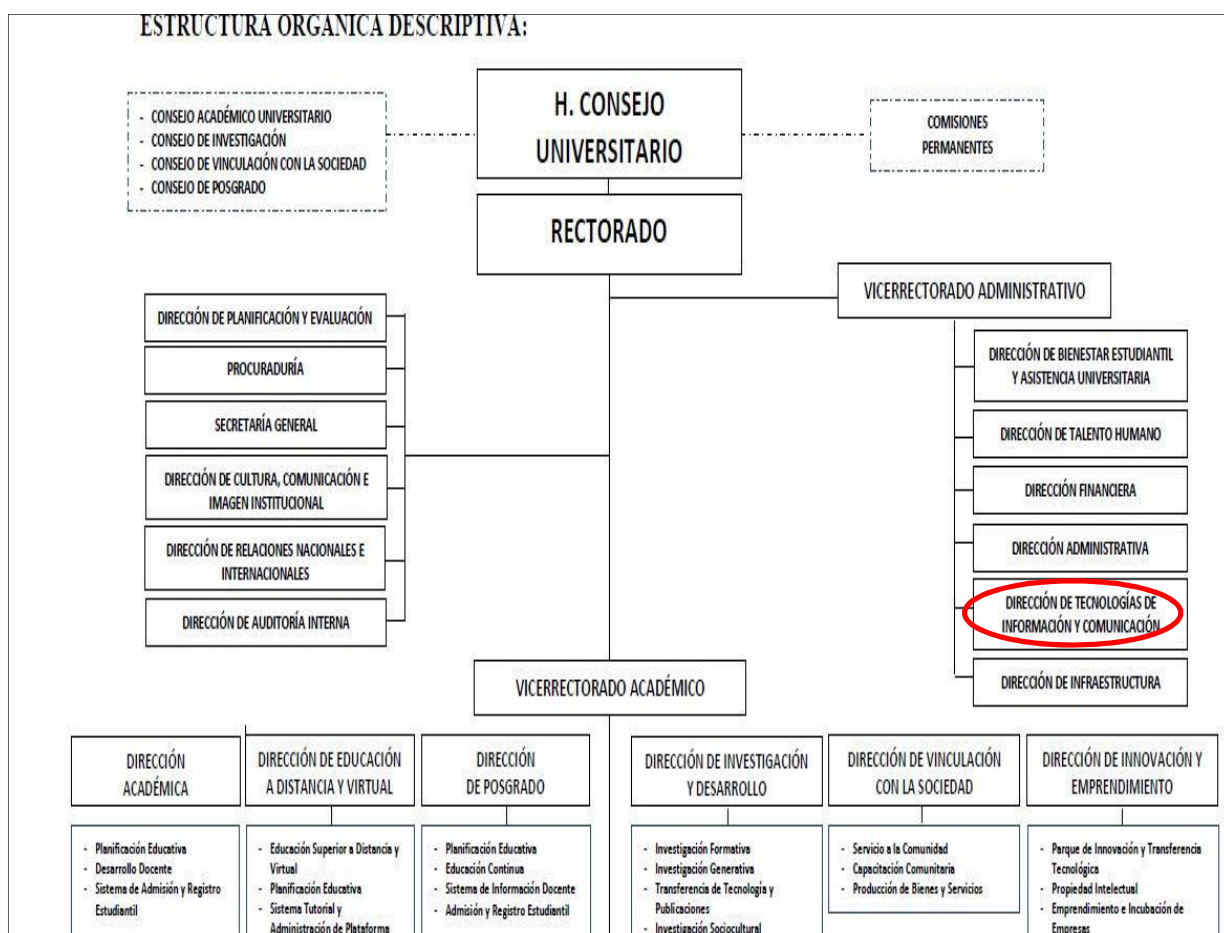 ESTRUCTURA ORGANICA DESCRIPTIVA:
- CONSEJO ACADÉMICO UNIVERSITARIO
- CONSEJO DE INVESTIGACIÓN
- CONSEJO DE VINCULACIÓN CON LA SOCIEDAD
- CONSEJO DE POSGRADO
H. CONSEJO
UNIVERSITARIO
COMISIONES
PERMANENTES
RECTORADO
VICERRECTORADO ADMINISTRATIVO
DIRECCIÓN DE PLANIFICACIÓN Y EVALUACIÓN
PROCURADURÍA
SECRETARÍA GENERAL
DIRECCIÓN DE CULTURA, COMUNICACIÓN E
IMAGEN INSTITUCIONAL
DIRECCIÓN DE RELACIONES NACIONALES E
INTERNACIONALES
DIRECCIÓN DE AUDITORÍA INTERNA
DIRECCIÓN DE BIENESTAR ESTUDIANTIL
Y ASISTENCIA UNIVERSITARIA
DIRECCIÓN DE TALENTO HUMANO
DIRECCIÓN FINANCIERA
DIRECCIÓN ADMINISTRATIVA
DIRECCIÓN DE TECNOLOGÍAS DE
INFORMACIÓN Y COMUNICACIÓN
DIRECCIÓN DE INFRAESTRUCTURA
VICERRECTORADO ACADÉMICO
DIRECCIÓN
ACADÉMICA
- Planificación Educativa
- Desarrollo Docente
- Sistema de Admisión y Registro
Estudiantil
DIRECCIÓN DE EDUCACIÓN
A DISTANCIA Y VIRTUAL
- Educación Superior a Distancia y
Virtual
- Planificación Educativa
- Sistema Tutorial y
Administración de Plataforma
DIRECCIÓN
DE POSGRADO
- Planificación Educativa
- Educación Continua
- Sistema de Información Docente
- Admisión y Registro Estudiantil
DIRECCIÓN DE INVESTIGACIÓN
Y DESARROLLO
- Investigación Formativa
- Investigación Generativa
- Transferencia de Tecnología y
Publicaciones
- Investigación Sociocultural
DIRECCIÓN DE VINCULACIÓN
CON LA SOCIEDAD
- Servicio a la Comunidad
- Capacitación Comunitaria
- Producción de Bienes y Servicios
DIRECCIÓN DE INNOVACIÓN Y
EMPRENDIMIENTO
- Parque de Innovación y Transferencia
Tecnológica
- Propiedad Intelectual
- Emprendimiento e Incubación de
Empresas